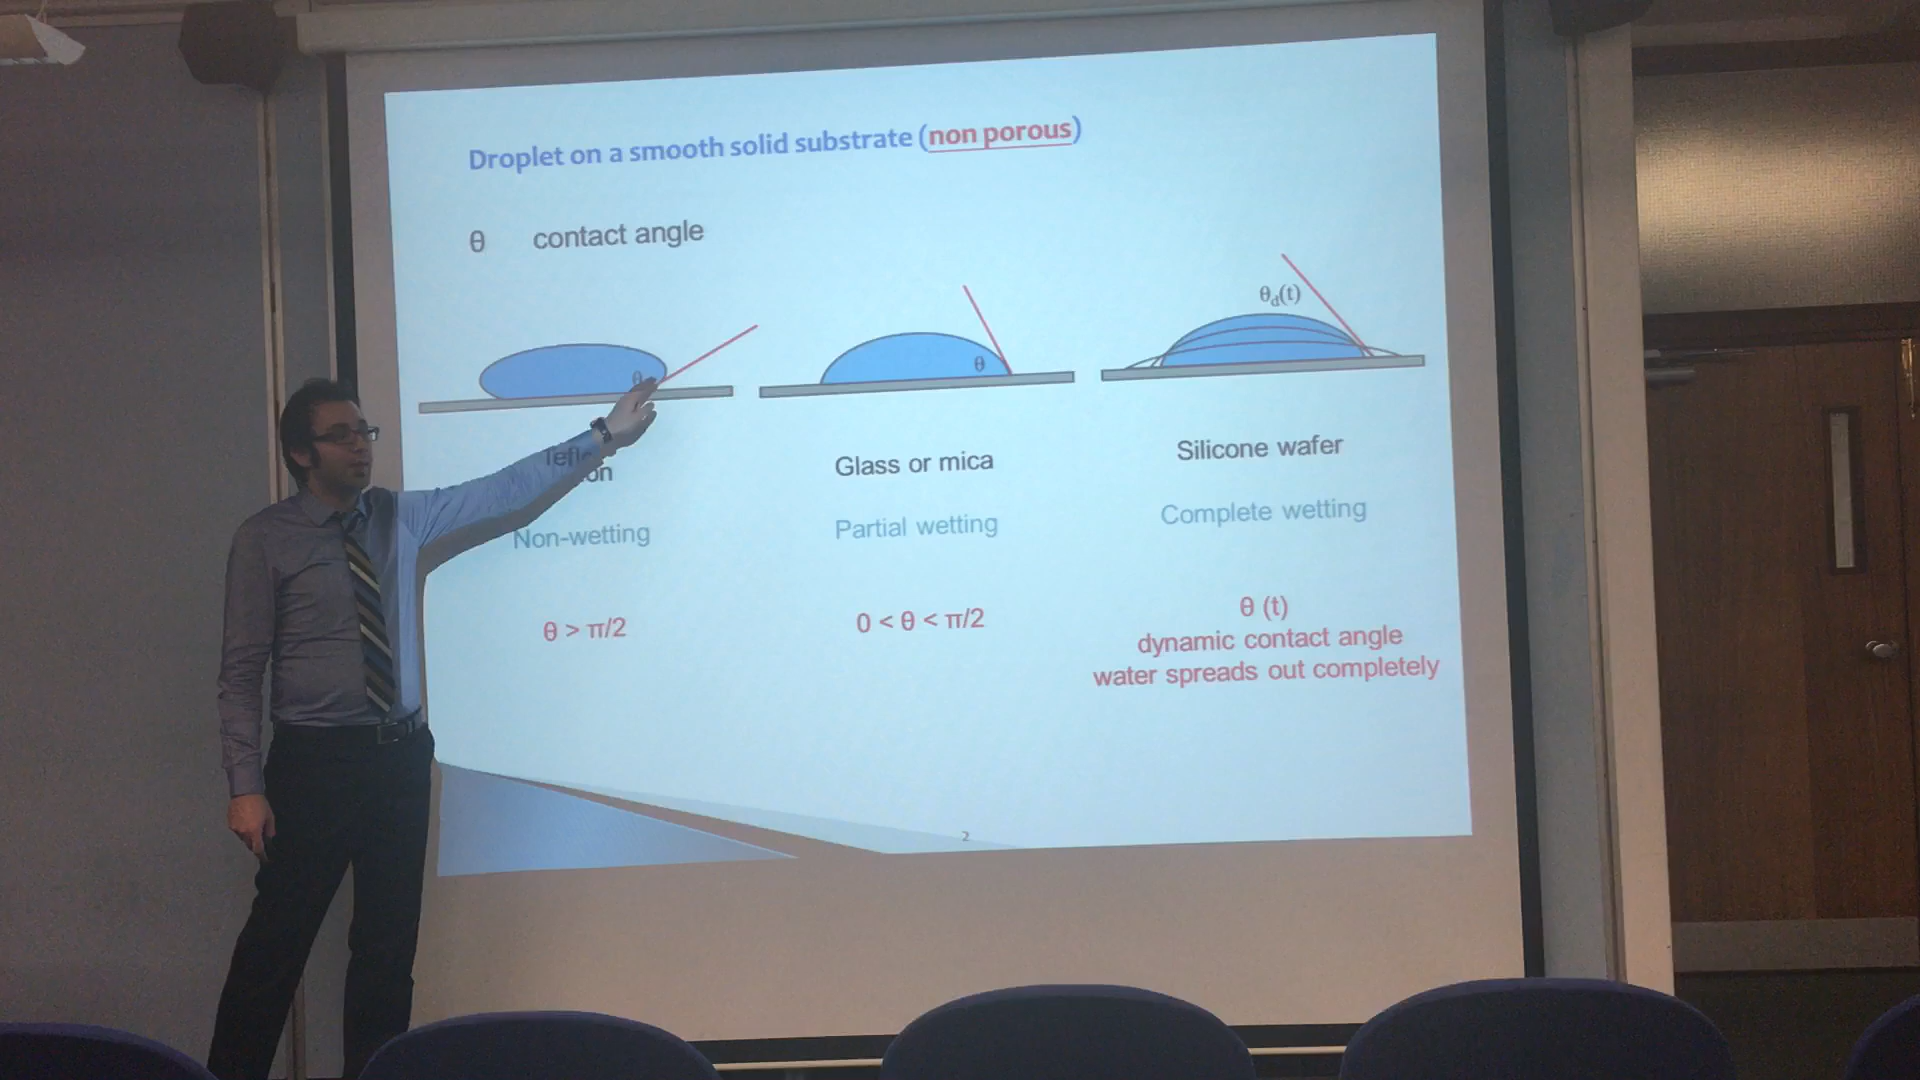 Droplet on a smooth solid substrate (non porous)
θ contact angle
θ
θ
θd(t)
Glass or mica
Silicone wafer
Non-wetting
Partial wetting
Complete wetting
θ > π/2
0 < θ < π/2
θ (t)
dynamic contact angle
water spreads out completely
2